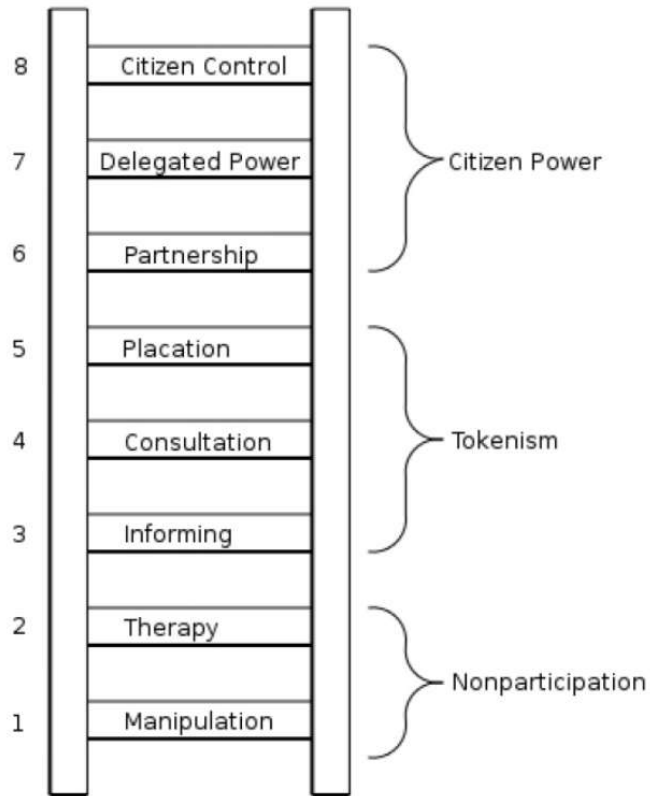 8 Citizen Control
7 Delegated Power
Citizen Power
6 Partnership
5 Placation
4 Consultation
Tokenism
3 Informing
2 Therapy
Nonparticipation
1 Manipulation